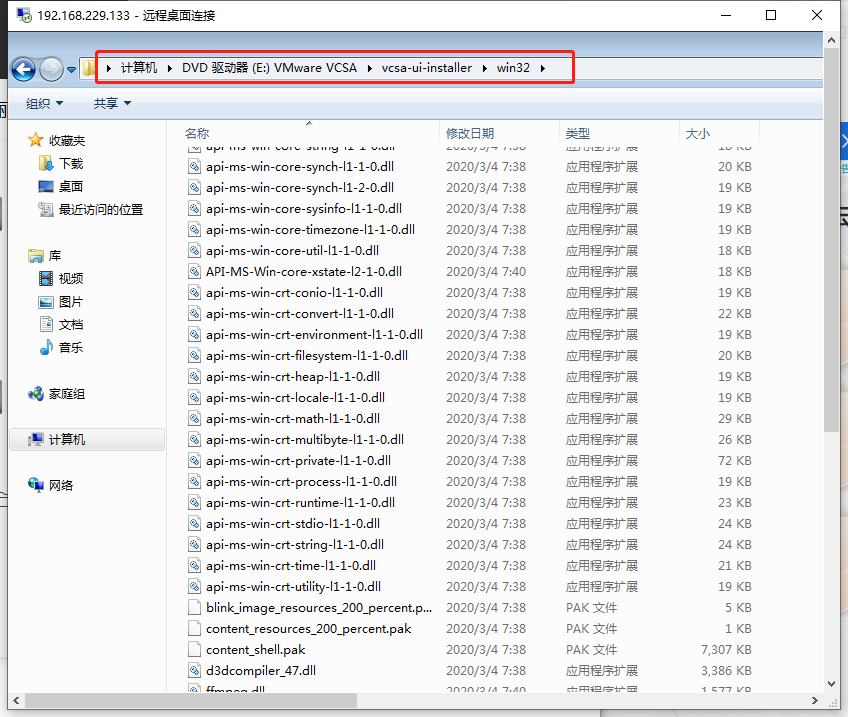 192.168.229.133 - 远程桌面连接
计算机 DVD 驱动器 (E:) VMware VCSA vcsa-ui-installer win32
组织 共享
收藏夹
下载
桌面
最近访问的位置
库
视频
图片
文档
音乐
家庭组
计算机
网络
名称 修改日期 类型 大小
api-ms-win-core-string-l1-1-0.dll 2020/3/4 7:38 应用程序扩展 18 KB
api-ms-win-core-synch-l1-1-0.dll 2020/3/4 7:38 应用程序扩展 20 KB
api-ms-win-core-synch-l1-2-0.dll 2020/3/4 7:38 应用程序扩展 19 KB
api-ms-win-core-sysinfo-l1-1-0.dll 2020/3/4 7:38 应用程序扩展 19 KB
api-ms-win-core-timezone-l1-1-0.dll 2020/3/4 7:38 应用程序扩展 19 KB
api-ms-win-core-util-l1-1-0.dll 2020/3/4 7:38 应用程序扩展 18 KB
API-MS-Win-core-xstate-l2-1-0.dll 2020/3/4 7:40 应用程序扩展 18 KB
api-ms-win-crt-conio-l1-1-0.dll 2020/3/4 7:38 应用程序扩展 19 KB
api-ms-win-crt-convert-l1-1-0.dll 2020/3/4 7:38 应用程序扩展 22 KB
api-ms-win-crt-environment-l1-1-0.dll 2020/3/4 7:38 应用程序扩展 19 KB
api-ms-win-crt-filesystem-l1-1-0.dll 2020/3/4 7:38 应用程序扩展 20 KB
api-ms-win-crt-heap-l1-1-0.dll 2020/3/4 7:38 应用程序扩展 19 KB
api-ms-win-crt-locale-l1-1-0.dll 2020/3/4 7:38 应用程序扩展 19 KB
api-ms-win-crt-math-l1-1-0.dll 2020/3/4 7:38 应用程序扩展 29 KB
api-ms-win-crt-multibyte-l1-1-0.dll 2020/3/4 7:38 应用程序扩展 26 KB
api-ms-win-crt-private-l1-1-0.dll 2020/3/4 7:38 应用程序扩展 72 KB
api-ms-win-crt-process-l1-1-0.dll 2020/3/4 7:38 应用程序扩展 19 KB
api-ms-win-crt-runtime-l1-1-0.dll 2020/3/4 7:38 应用程序扩展 23 KB
api-ms-win-crt-stdio-l1-1-0.dll 2020/3/4 7:38 应用程序扩展 24 KB
api-ms-win-crt-string-l1-1-0.dll 2020/3/4 7:38 应用程序扩展 24 KB
api-ms-win-crt-time-l1-1-0.dll 2020/3/4 7:38 应用程序扩展 21 KB
api-ms-win-crt-utility-l1-1-0.dll 2020/3/4 7:38 应用程序扩展 19 KB
blink_image_resources_200_percent.p... 2020/3/4 7:38 PAK 文件 5 KB
content_resources_200_percent.pak 2020/3/4 7:38 PAK 文件 1 KB
content_shell.pak 2020/3/4 7:38 PAK 文件 7,307 KB
d3dcompiler_47.dll 2020/3/4 7:38 应用程序扩展 3,386 KB
ffmpeg.dll 2020/3/4 7:40 应用程序扩展 1,577 KB